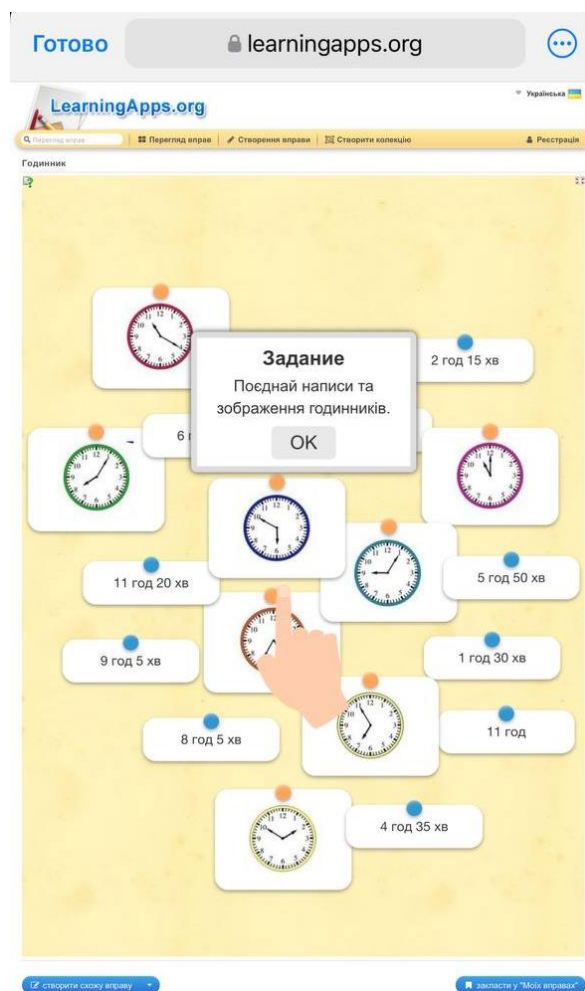 Готово
learningapps.org
LearningApps.org
Українська
Перегляд вправ
Створення вправи
Створити колекцію
Реєстрація
Годинник
2 год 15 хв
Задание
Поєднай написи та
зображення годинників.
OK
6
11 год 20 хв
5 год 50 хв
9 год 5 хв
1 год 30 хв
8 год 5 хв
11 год
4 год 35 хв
створити схожу вправу
закласти у "Моїх вправах"